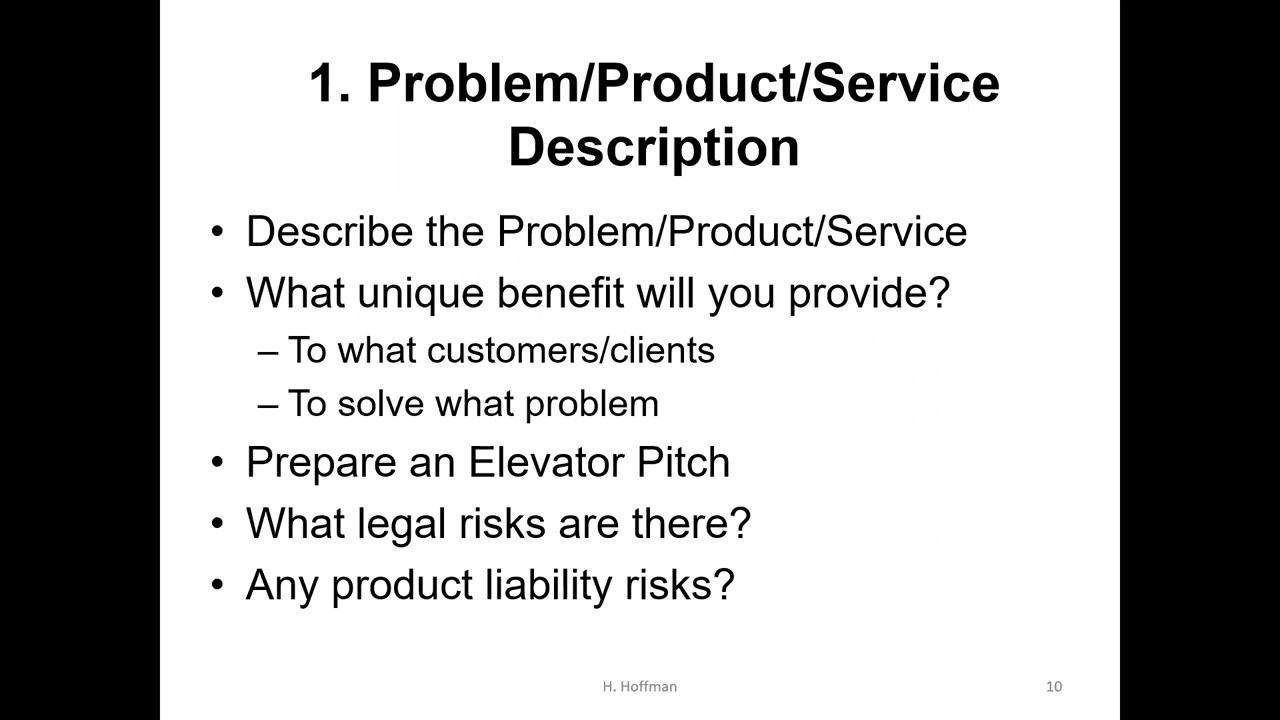 1. Problem/Product/Service
Description
• Describe the Problem/Product/Service
• What unique benefit will you provide?
– To what customers/clients
– To solve what problem
• Prepare an Elevator Pitch
• What legal risks are there?
• Any product liability risks?
H. Hoffman
10